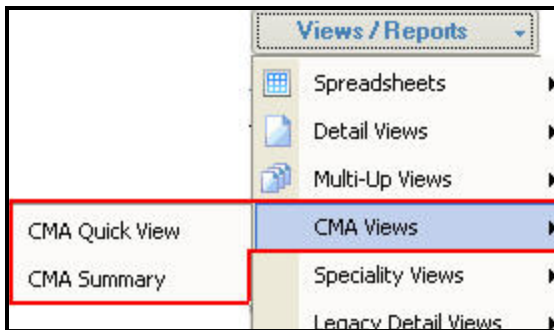 Views / Reports
Spreadsheets
Detail Views
Multi-Up Views
CMA Views
CMA Quick View
CMA Summary
Speciality Views
Legacy Detail Views